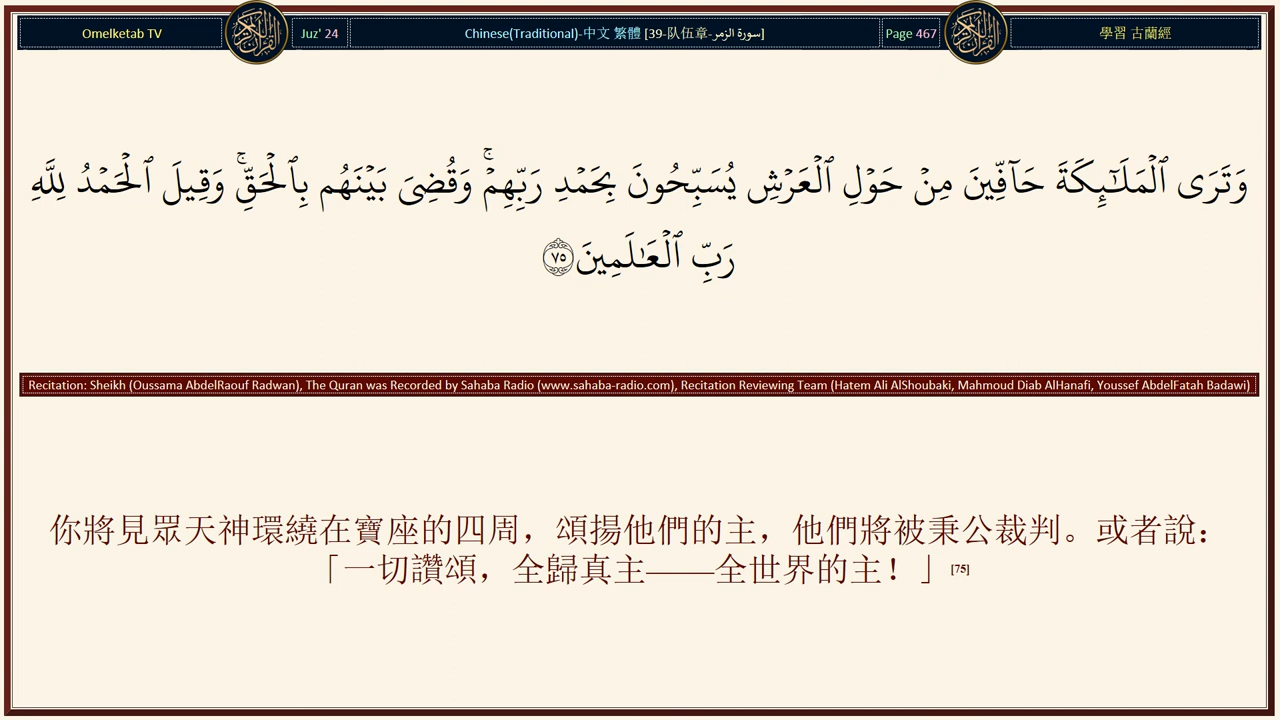 Omelketab TV
Juz' 24
Chinese(Traditional)-中文 繁體 [39-队伍章-سورة الزمر]
Page 467
學習 古蘭經
وَتَرَى ٱلۡمَلَٰٓئِكَةَ حَآفِّينَ مِنۡ حَوۡلِ ٱلۡعَرۡشِ يُسَبِّحُونَ بِحَمۡدِ رَبِّهِمۡۚ وَقُضِيَ بَيۡنَهُم بِٱلۡحَقِّۚ وَقِيلَ ٱلۡحَمۡدُ لِلَّهِ
رَبِّ ٱلۡعَٰلَمِينَ ٧٥
Recitation: Sheikh (Oussama AbdelRaouf Radwan), The Quran was Recorded by Sahaba Radio (www.sahaba-radio.com), Recitation Reviewing Team (Hatem Ali AlShoubaki, Mahmoud Diab AlHanafi, Youssef AbdelFatah Badawi)
你將見眾天神環繞在寶座的四周，頌揚他們的主，他們將被秉公裁判。或者說：
「一切讚頌，全歸真主——全世界的主！」[75]